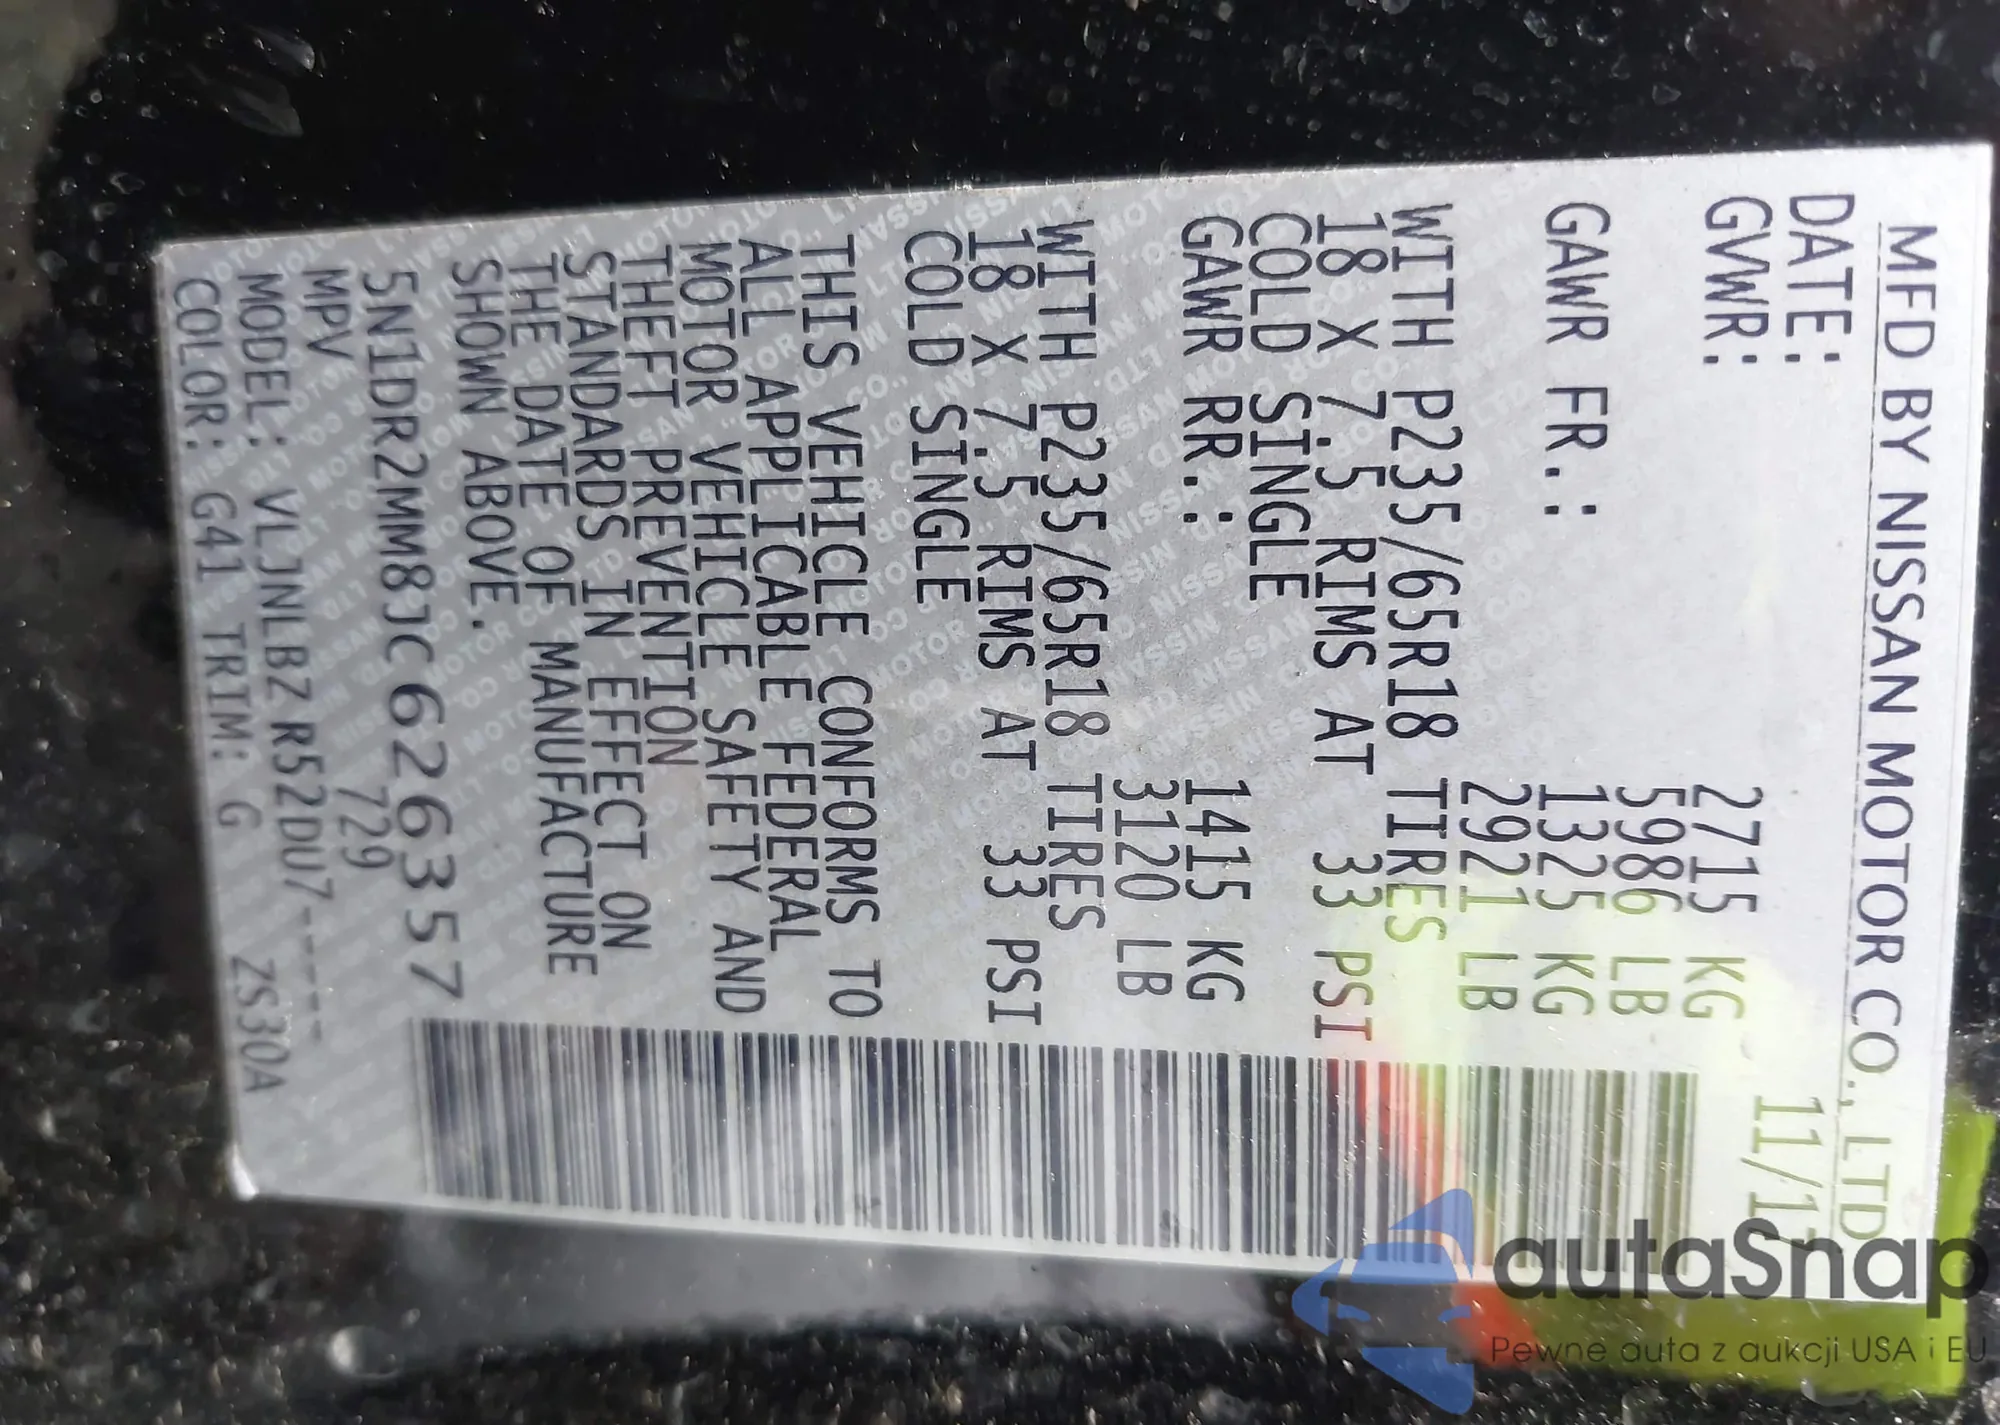 MFD BY NISSAN MOTOR CO., LTD.
DATE: 11/17
GVWR: 2715 KG
5986 LB
GAWR FR.: 1325 KG
2921 LB
WITH P235/65R18 TIRES
18 X 7.5 RIMS AT 33 PSI
COLD SINGLE
GAWR RR.: 1415 KG
3120 LB
WITH P235/65R18 TIRES
18 X 7.5 RIMS AT 33 PSI
COLD SINGLE
THIS VEHICLE CONFORMS TO
ALL APPLICABLE FEDERAL
MOTOR VEHICLE SAFETY AND
THEFT PREVENTION
STANDARDS IN EFFECT ON
THE DATE OF MANUFACTURE
SHOWN ABOVE.
5N1DR2MM8JC626357
MPV 729
MODEL: VLJNLBZ R52DU7-----
COLOR: G41 TRIM: G ZS30A
autaSnap
Pewne auta z aukcji USA i EU